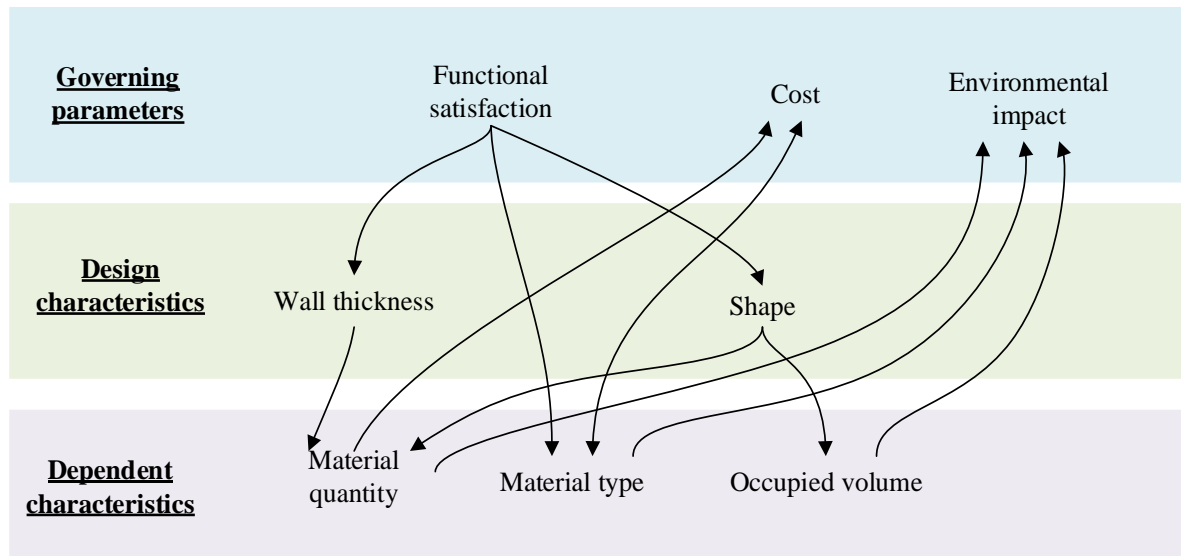 Governing
parameters
Functional
satisfaction
Cost
Environmental
impact
Design
characteristics
Wall thickness
Shape
Dependent
characteristics
Material
quantity
Material type
Occupied volume